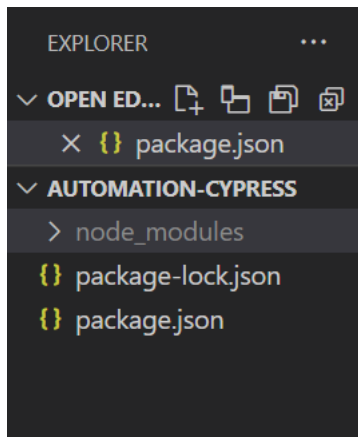 EXPLORER ...
OPEN ED...
{} package.json
AUTOMATION-CYPRESS
node_modules
{} package-lock.json
{} package.json